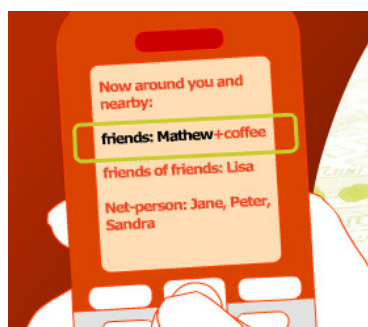 Now around you and
nearby:
friends: Mathew+coffee
friends of friends: Lisa
Net-person: Jane, Peter,
Sandra